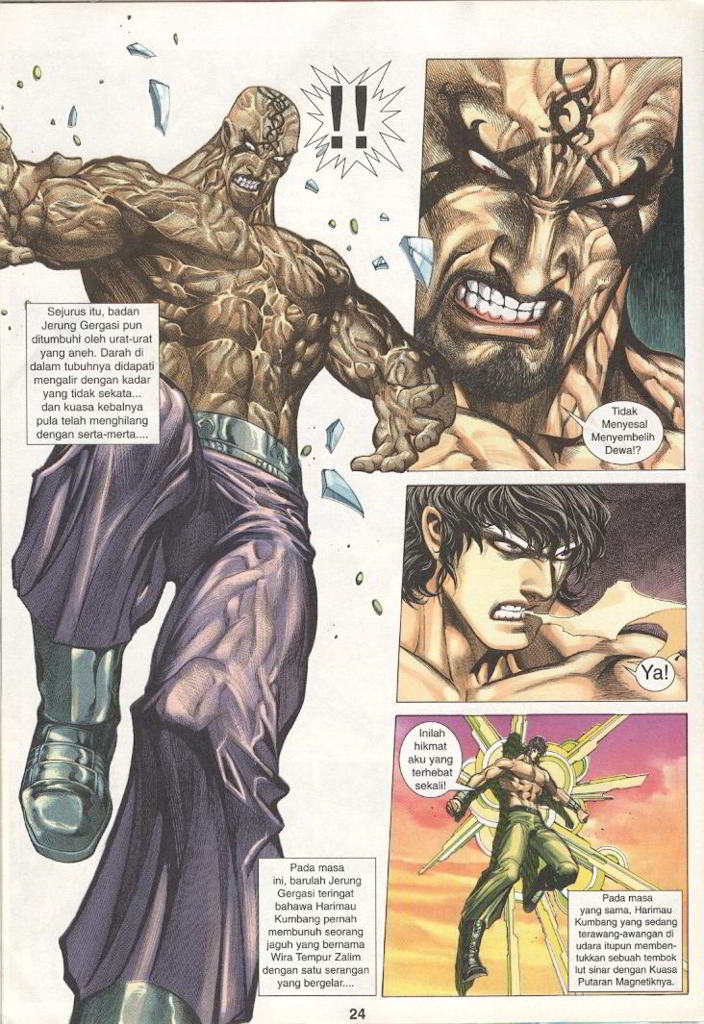 !!
Sejurus itu, badan
Jerung Gergasi pun
ditumbuhi oleh urat-urat
yang aneh. Darah di
dalam tubuhnya didapati
mengalir dengan kadar
yang tidak sekata...
dan kuasa kebalnya
pula telah menghilang
dengan serta-merta....
Tidak
Menyesal
Menyembelih
Dewa!?
Ya!
Inilah
hikmat
aku yang
terhebat
sekali!
Pada masa
ini, barulah Jerung
Gergasi teringat
bahawa Harimau
Kumbang pernah
membunuh seorang
jaguh yang bernama
Wira Tempur Zalim
dengan satu serangan
yang bergelar....
Pada masa
yang sama, Harimau
Kumbang yang sedang
terawang-awangan di
udara itupun memben-
tukkan sebuah tembok
lut sinar dengan Kuasa
Putaran Magnetiknya.
24